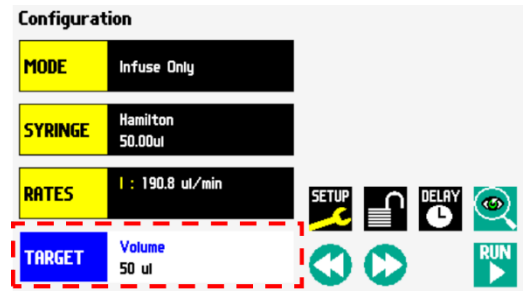 Configuration
MODE
Infuse Only
SYRINGE
Hamilton
50.00ul
RATES
I : 190.8 ul/min
TARGET
Volume
50 ul
SETUP
DELAY
RUN